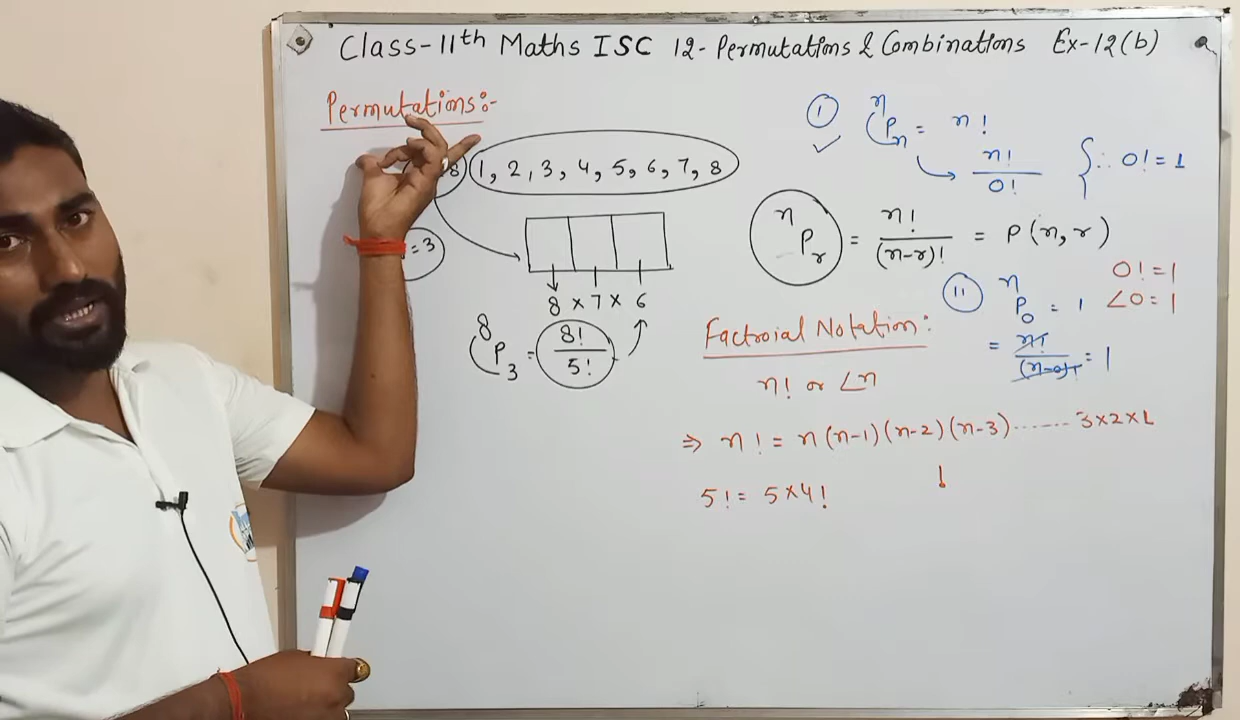 Class-11th Maths ISC 12-Permutations & Combinations Ex-12(b)
Permutations:-
8) (1, 2, 3, 4, 5, 6, 7, 8)
=3
8 × 7 × 6
⁸P₃ = 8!/5!
(I) ⁿPₙ = n!
✓ → n!/0! {∴ 0! = 1
ⁿPᵣ = n!/(n-r)! = P(n, r)
(II) ⁿP₀ = 1
= n!/(n-0)! = 1
0! = 1
∠0 = 1
Factroial Notation:
n! or ∠n
⇒ n! = n(n-1)(n-2)(n-3)....... 3×2×1
5! = 5×4!
!